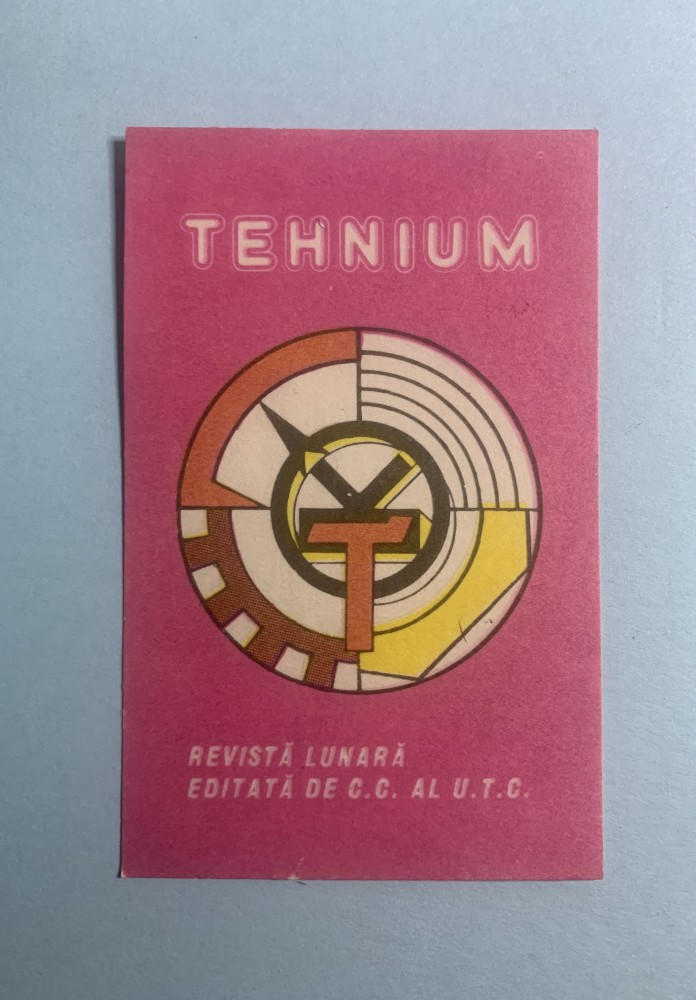 TEHNIUM
T
REVISTĂ LUNARĂ
EDITATĂ DE C.C. AL U.T.C.